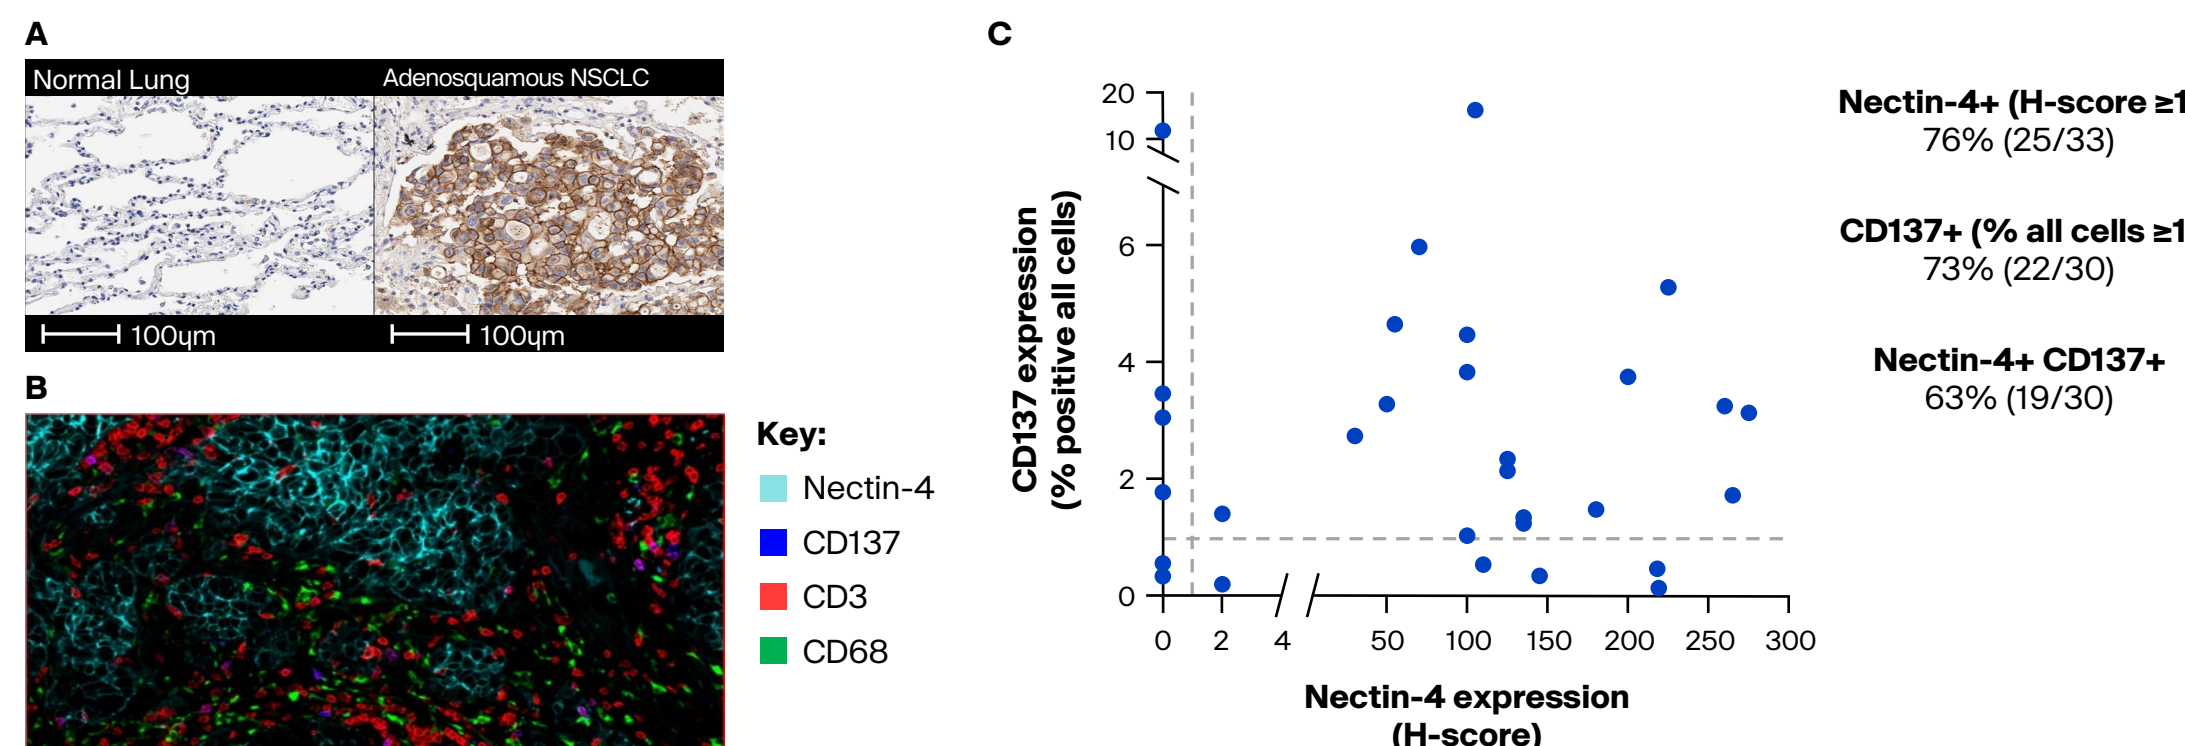 A
Normal Lung
Adenosquamous NSCLC
100ųm
100ųm
B
Key:
Nectin-4
CD137
CD3
CD68
C
CD137 expression
(% positive all cells)
20
10
6
4
2
0
0
2
4
50
100
150
200
250
300
Nectin-4 expression
(H-score)
Nectin-4+ (H-score ≥1
76% (25/33)
CD137+ (% all cells ≥1
73% (22/30)
Nectin-4+ CD137+
63% (19/30)